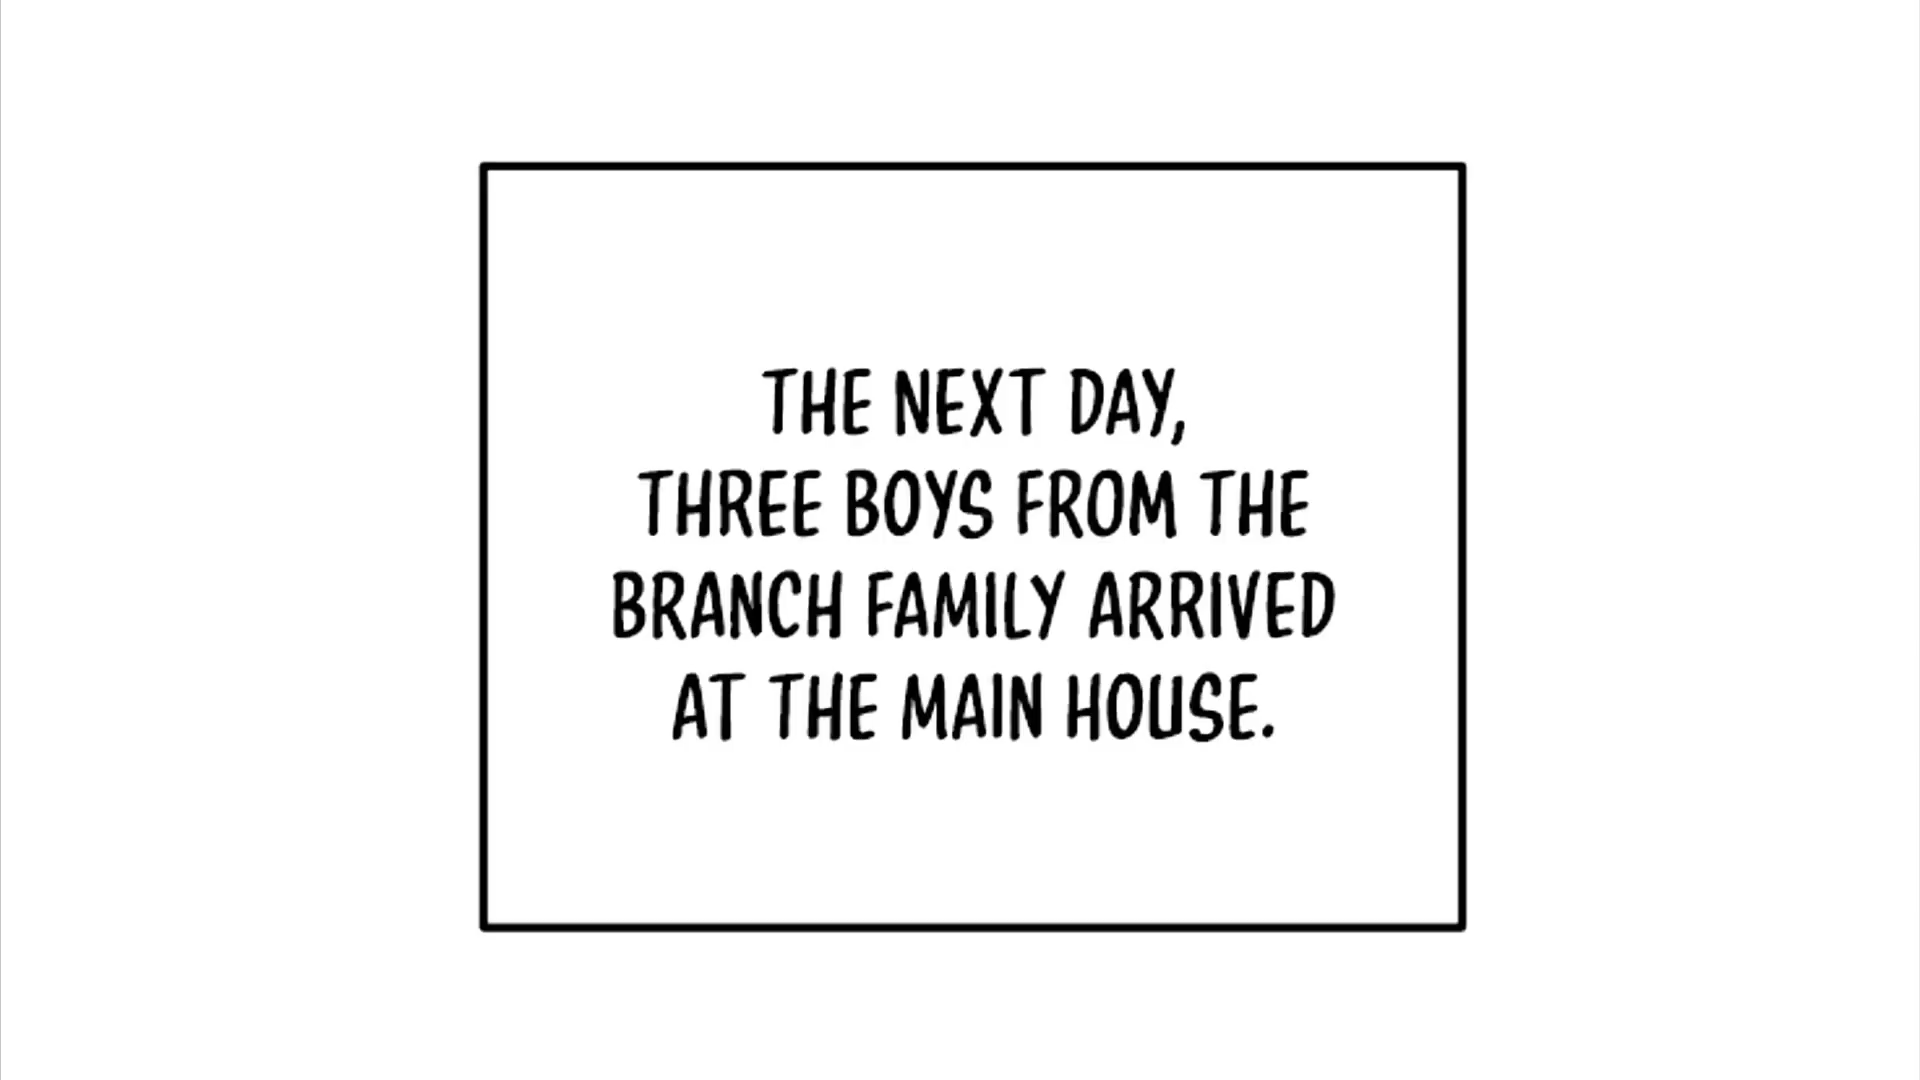 THE NEXT DAY,
THREE BOYS FROM THE
BRANCH FAMILY ARRIVED
AT THE MAIN HOUSE.